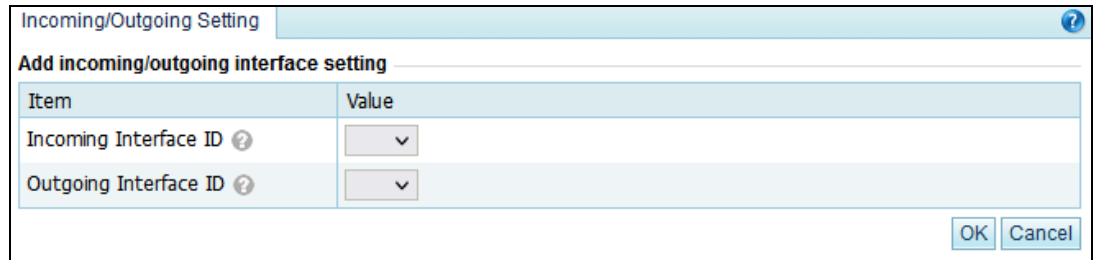 Incoming/Outgoing Setting
Add incoming/outgoing interface setting
Item Value
Incoming Interface ID
Outgoing Interface ID
OK Cancel